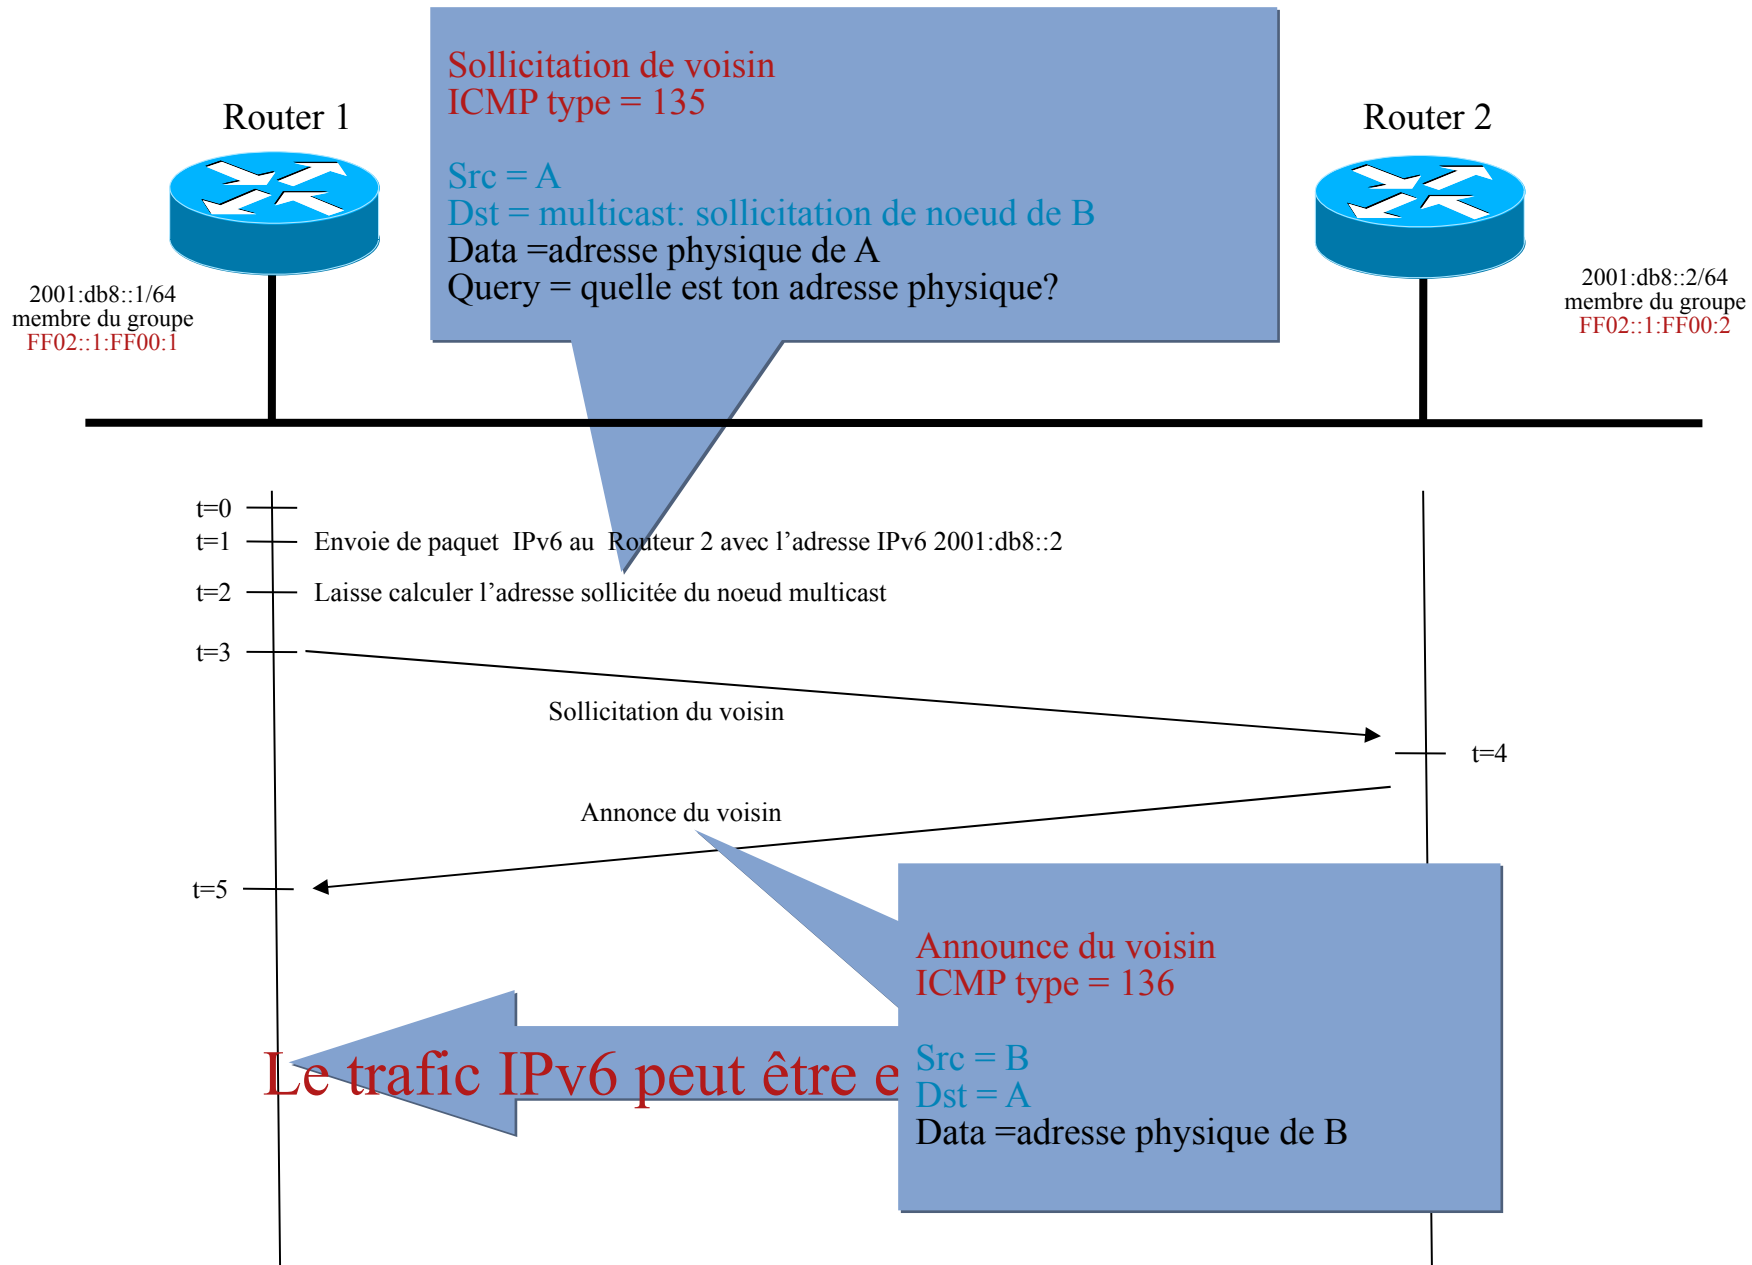 Sollicitation de voisin
ICMP type = 135
Src = A
Dst = multicast: sollicitation de noeud de B
Data =adresse physique de A
Query = quelle est ton adresse physique?
Router 1
Router 2
2001:db8::1/64
membre du groupe
FF02::1:FF00:1
2001:db8::2/64
membre du groupe
FF02::1:FF00:2
t=0
t=1 Envoie de paquet IPv6 au Routeur 2 avec l’adresse IPv6 2001:db8::2
t=2 Laisse calculer l’adresse sollicitée du noeud multicast
t=3
Sollicitation du voisin
t=4
Annonce du voisin
t=5
Announce du voisin
ICMP type = 136
Src = B
Dst = A
Data =adresse physique de B
Le trafic IPv6 peut être